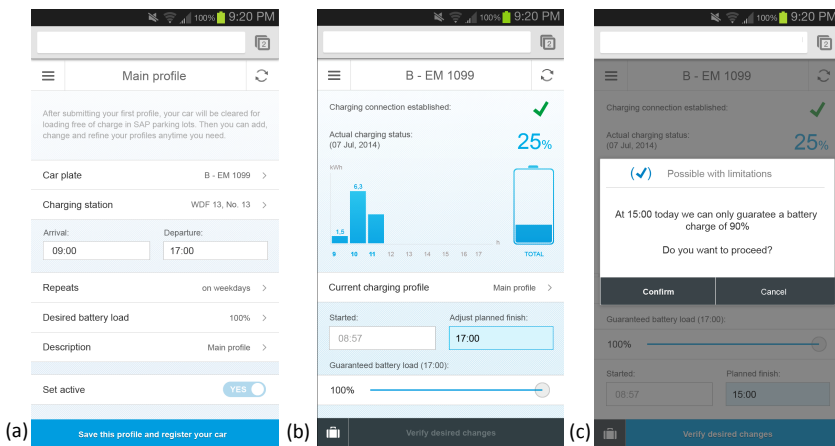 100% 9:20 PM
2
Main profile
After submitting your first profile, your car will be cleared for
loading free of charge in SAP parking lots. Then you can add,
change and refine your profiles anytime you need.
Car plate B - EM 1099 >
Charging station WDF 13, No. 13 >
Arrival: Departure:
09:00 17:00
Repeats on weekdays >
Desired battery load 100% >
Description Main profile >
Set active YES
(a) Save this profile and register your car
100% 9:20 PM
2
B - EM 1099
Charging connection established:
Actual charging status:
(07 Jul, 2014)
25%
kWh
6.3
1.5
h
9 10 11 12 13 14 15 16 17 TOTAL
Current charging profile Main profile >
Started: Adjust planned finish:
08:57 17:00
Guaranteed battery load (17:00):
100%
(b) Verify desired changes
100% 9:20 PM
2
B - EM 1099
Charging connection established:
Actual charging status:
(07 Jul, 2014)
25%
Possible with limitations
At 15:00 today we can only guaratee a battery
charge of 90%
Do you want to proceed?
Confirm Cancel
Guaranteed battery load (17:00):
100%
Started: Planned finish:
08:57 15:00
(c) Verify desired changes